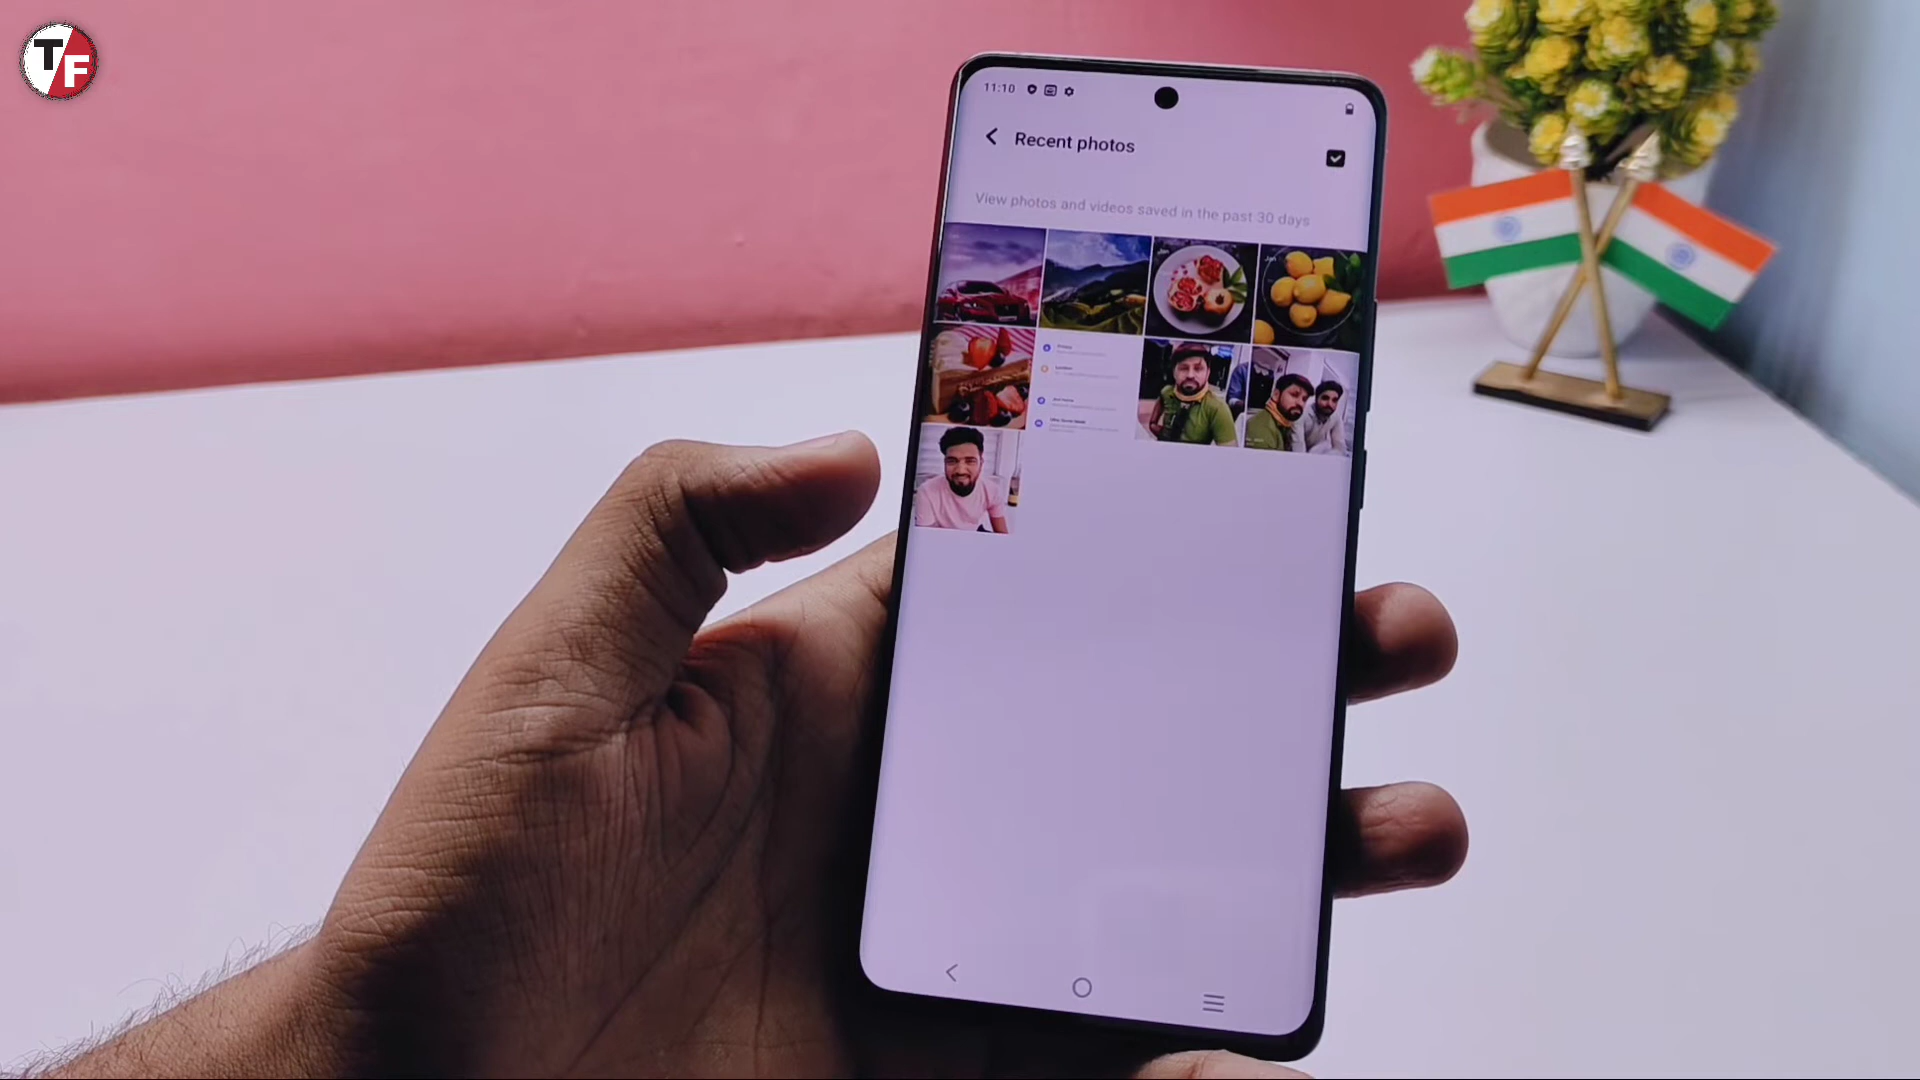 TF
11:10
Recent photos
View photos and videos saved in the past 30 days